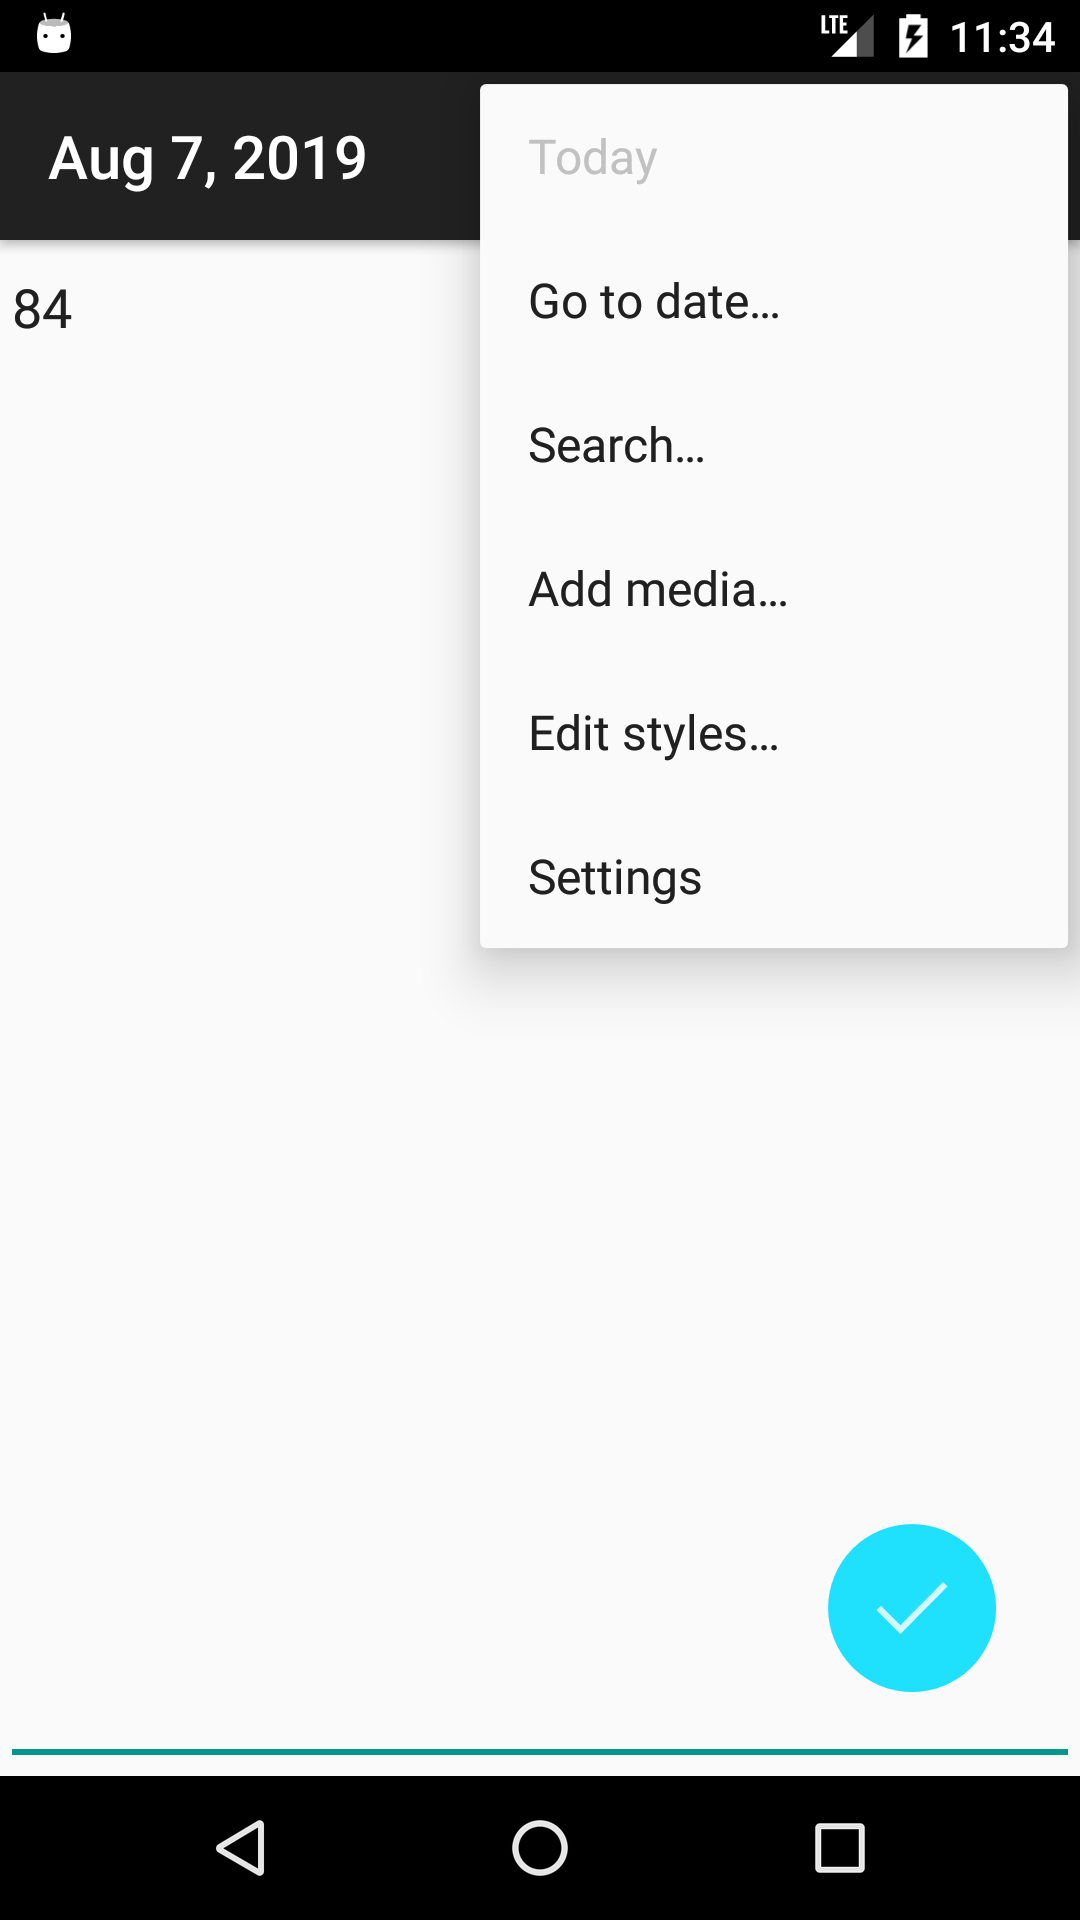 LTE 11:34
Aug 7, 2019
84
Today
Go to date…
Search…
Add media…
Edit styles…
Settings